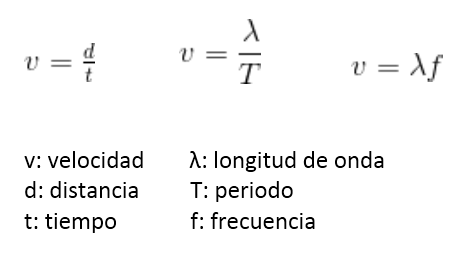 v = d/t
v = λ/T
v = λf
v: velocidad
d: distancia
t: tiempo
λ: longitud de onda
T: periodo
f: frecuencia